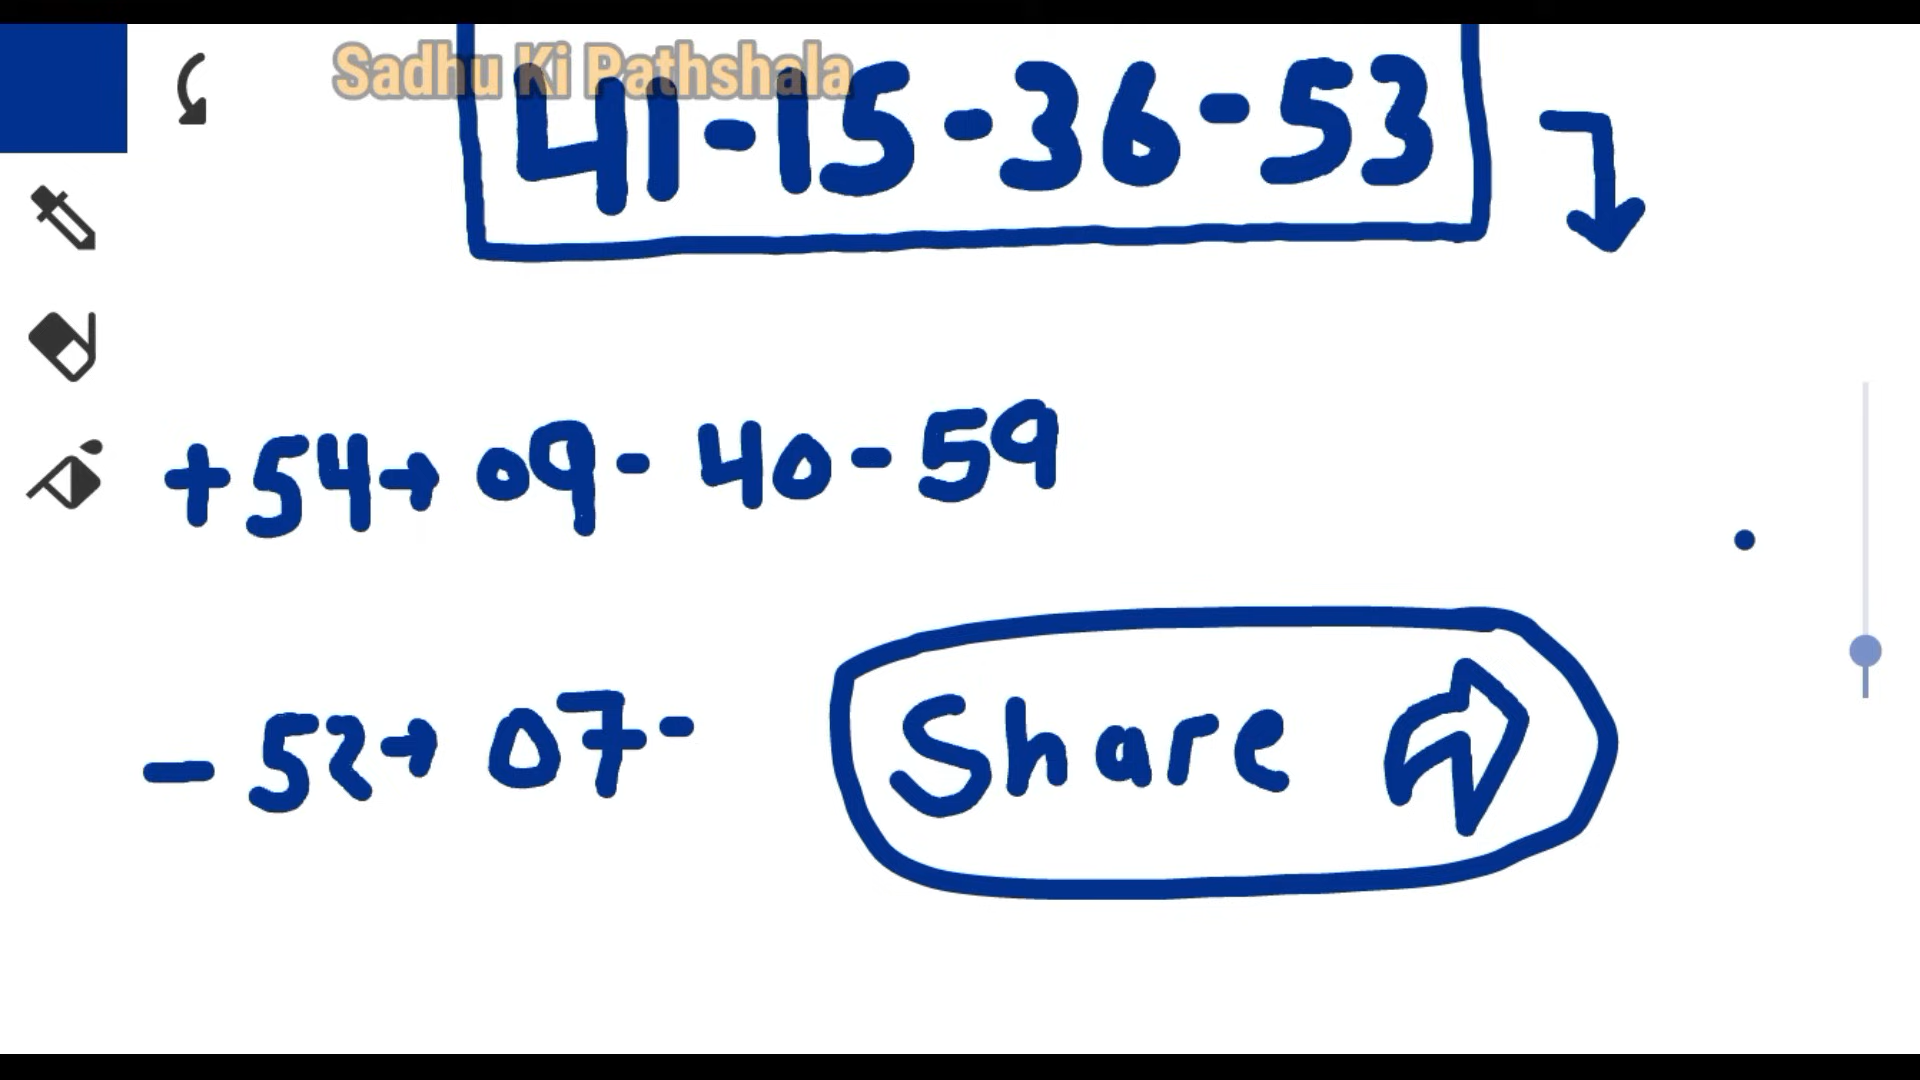 Sadhu Ki Pathshala
41-15-36-53
+54→ 09-40-59
-52→ 07-
Share